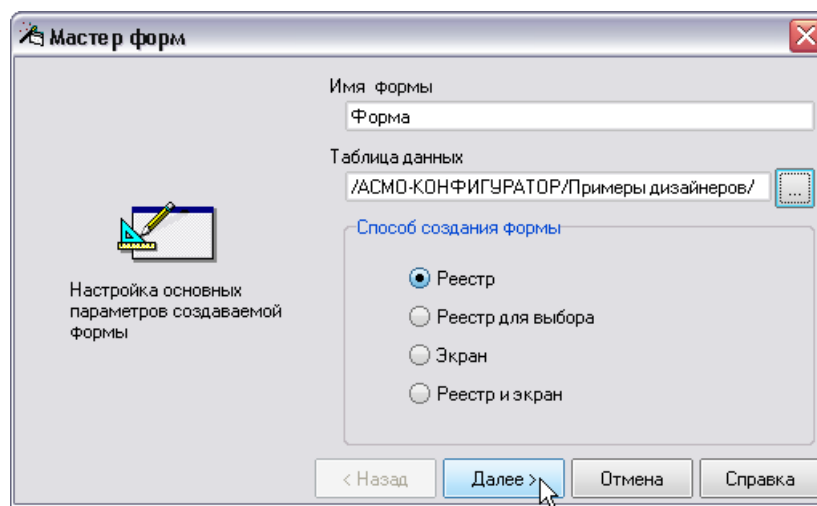 Мастер форм
Имя формы
Форма
Таблица данных
/АСМО-КОНФИГУРАТОР/Примеры дизайнеров/
...
Способ создания формы
Реестр
Реестр для выбора
Экран
Реестр и экран
Настройка основных
параметров создаваемой
формы
< Назад
Далее >
Отмена
Справка